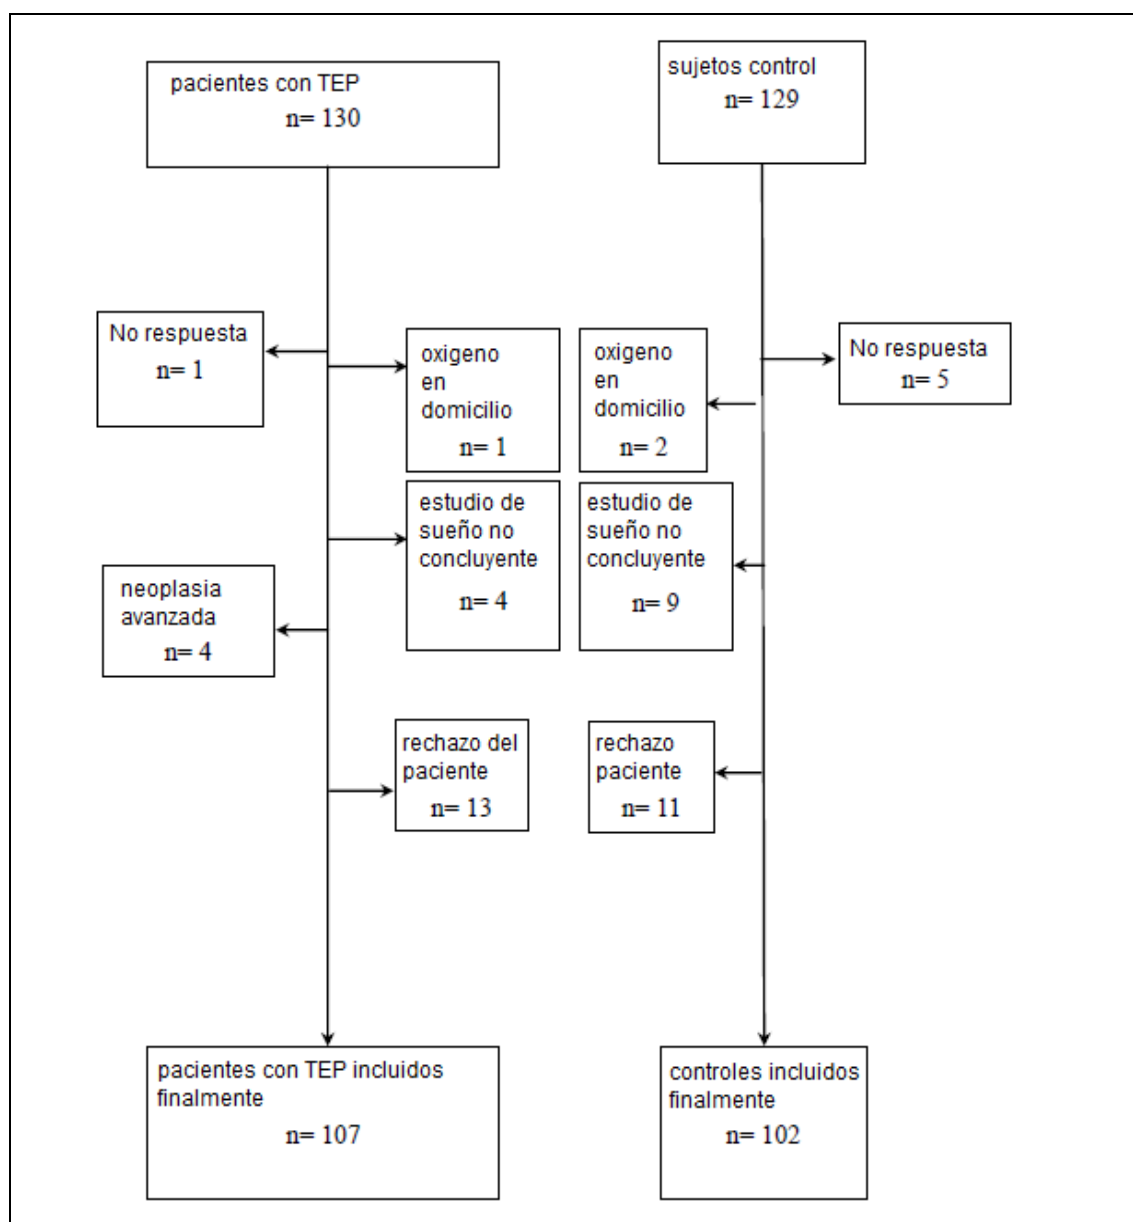 pacientes con TEP
n= 130
sujetos control
n= 129
No respuesta
n= 1
oxigeno
en
domicilio
n= 1
oxigeno
en
domicilio
n= 2
No respuesta
n= 5
estudio de
sueño no
concluyente
n= 4
estudio de
sueño no
concluyente
n= 9
neoplasia
avanzada
n= 4
rechazo del
paciente
n= 13
rechazo
paciente
n= 11
pacientes con TEP incluidos
finalmente
n= 107
controles incluidos
finalmente
n= 102